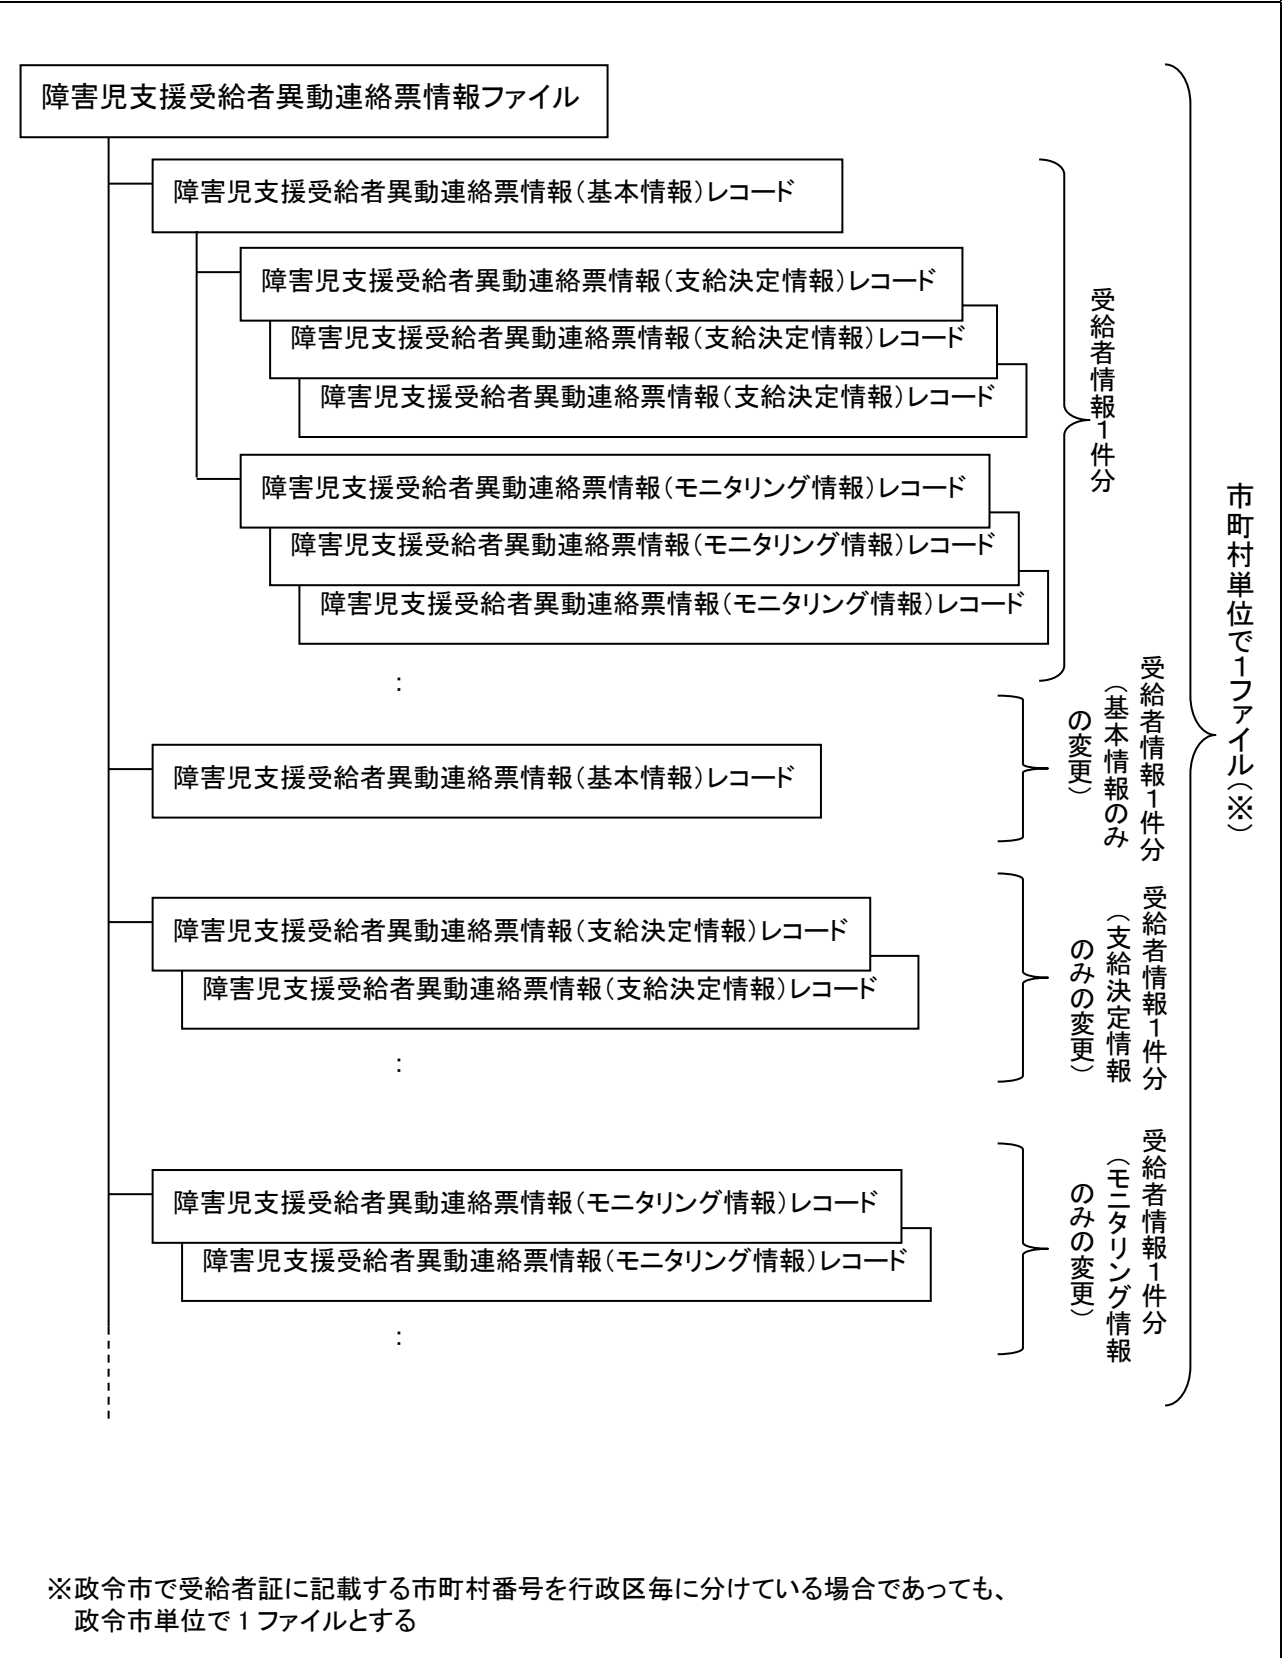 障害児支援受給者異動連絡票情報ファイル
障害児支援受給者異動連絡票情報（基本情報）レコード
障害児支援受給者異動連絡票情報（支給決定情報）レコード
障害児支援受給者異動連絡票情報（支給決定情報）レコード
障害児支援受給者異動連絡票情報（支給決定情報）レコード
障害児支援受給者異動連絡票情報（モニタリング情報）レコード
障害児支援受給者異動連絡票情報（モニタリング情報）レコード
障害児支援受給者異動連絡票情報（モニタリング情報）レコード
：
受給者情報１件分
障害児支援受給者異動連絡票情報（基本情報）レコード
受給者情報１件分
（基本情報のみ
の変更）
障害児支援受給者異動連絡票情報（支給決定情報）レコード
障害児支援受給者異動連絡票情報（支給決定情報）レコード
：
受給者情報１件分
（支給決定情報
のみの変更）
障害児支援受給者異動連絡票情報（モニタリング情報）レコード
障害児支援受給者異動連絡票情報（モニタリング情報）レコード
：
受給者情報１件分
（モニタリング情報
のみの変更）
市町村単位で１ファイル（※）
※政令市で受給者証に記載する市町村番号を行政区毎に分けている場合であっても、
政令市単位で１ファイルとする